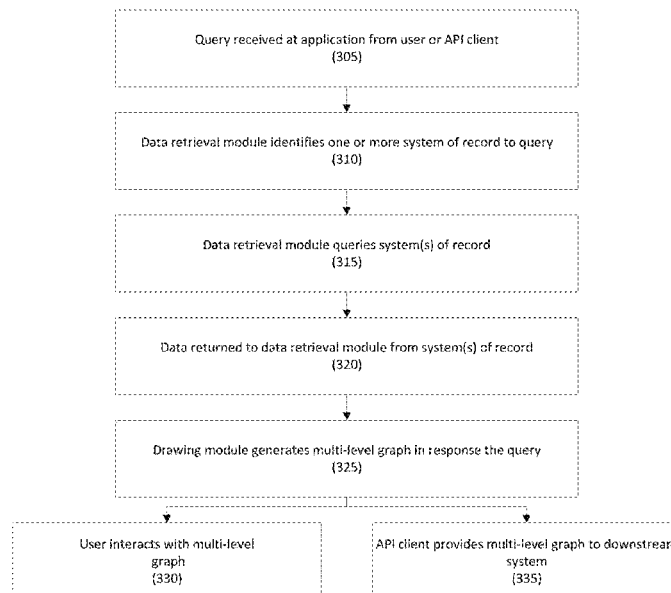 Query received at application from user or API client
(305)
Data retrieval module identifies one or more system of record to query
(310)
Data retrieval module queries system(s) of record
(315)
Data returned to data retrieval module from system(s) of record
(320)
Drawing module generates multi-level graph in response the query
(325)
User interacts with multi-level
graph
(330)
API client provides multi-level graph to downstream
system
(335)